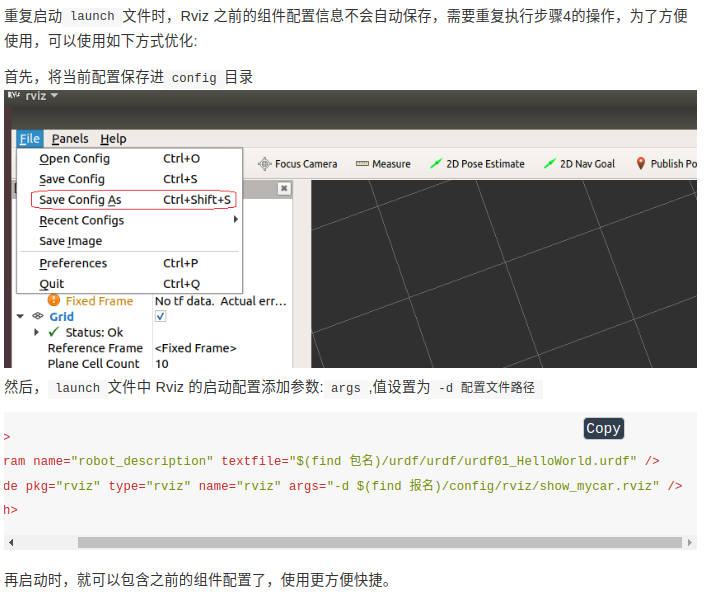 重复启动 launch 文件时，Rviz 之前的组件配置信息不会自动保存，需要重复执行步骤4的操作，为了方便
使用，可以使用如下方式优化:
首先，将当前配置保存进 config 目录
RViz rviz
File Panels Help
Open Config Ctrl+O
Save Config Ctrl+S
Save Config As Ctrl+Shift+S
Recent Configs
Save Image
Preferences Ctrl+P
Quit Ctrl+Q
Focus Camera Measure 2D Pose Estimate 2D Nav Goal Publish Po
Fixed Frame No tf data. Actual err...
Grid
Status: Ok
Reference Frame <Fixed Frame>
Plane Cell Count 10
然后， launch 文件中 Rviz 的启动配置添加参数: args ,值设置为 -d 配置文件路径
Copy
>
ram name="robot_description" textfile="$(find 包名)/urdf/urdf/urdf01_HelloWorld.urdf" />
de pkg="rviz" type="rviz" name="rviz" args="-d $(find 报名)/config/rviz/show_mycar.rviz" />
h>
再启动时，就可以包含之前的组件配置了，使用更方便快捷。